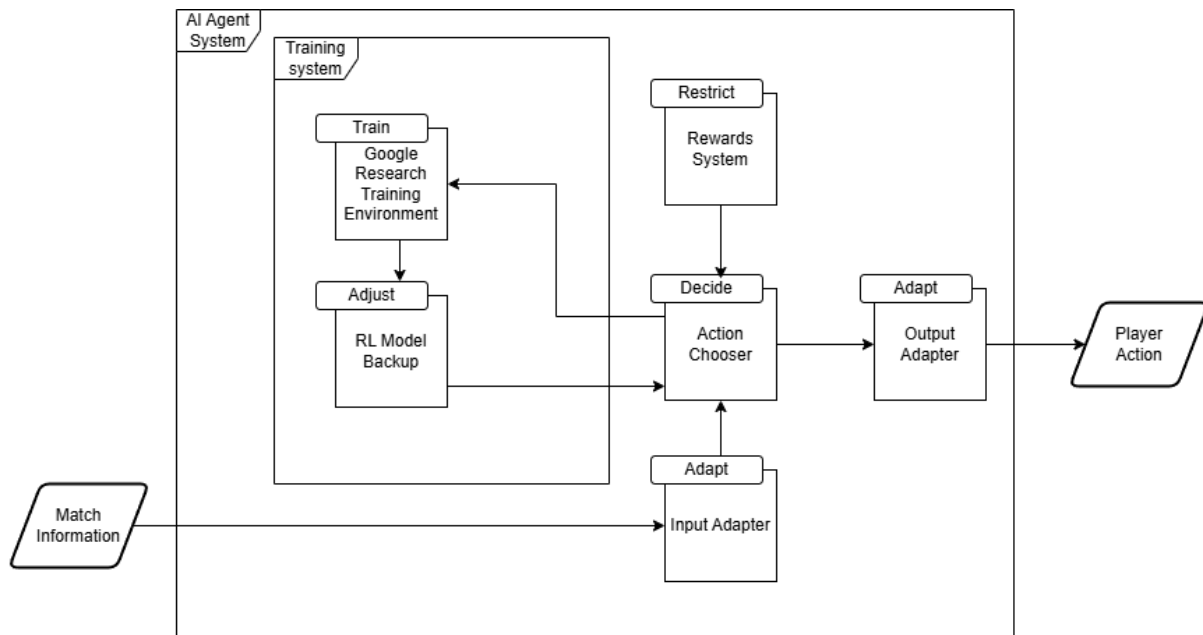 AI Agent
System
Training
system
Train
Google
Research
Training
Environment
Adjust
RL Model
Backup
Restrict
Rewards
System
Decide
Action
Chooser
Adapt
Output
Adapter
Player
Action
Adapt
Input Adapter
Match
Information